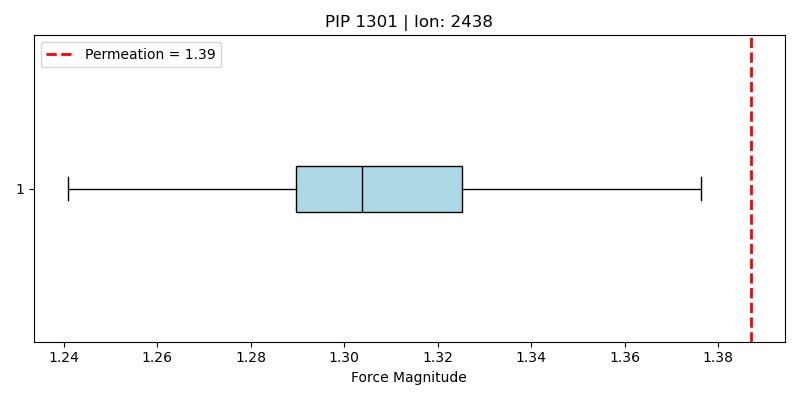 PIP 1301 | lon: 2438
Permeation = 1.39
1
1.24 1.26 1.28 1.30 1.32 1.34 1.36 1.38
Force Magnitude